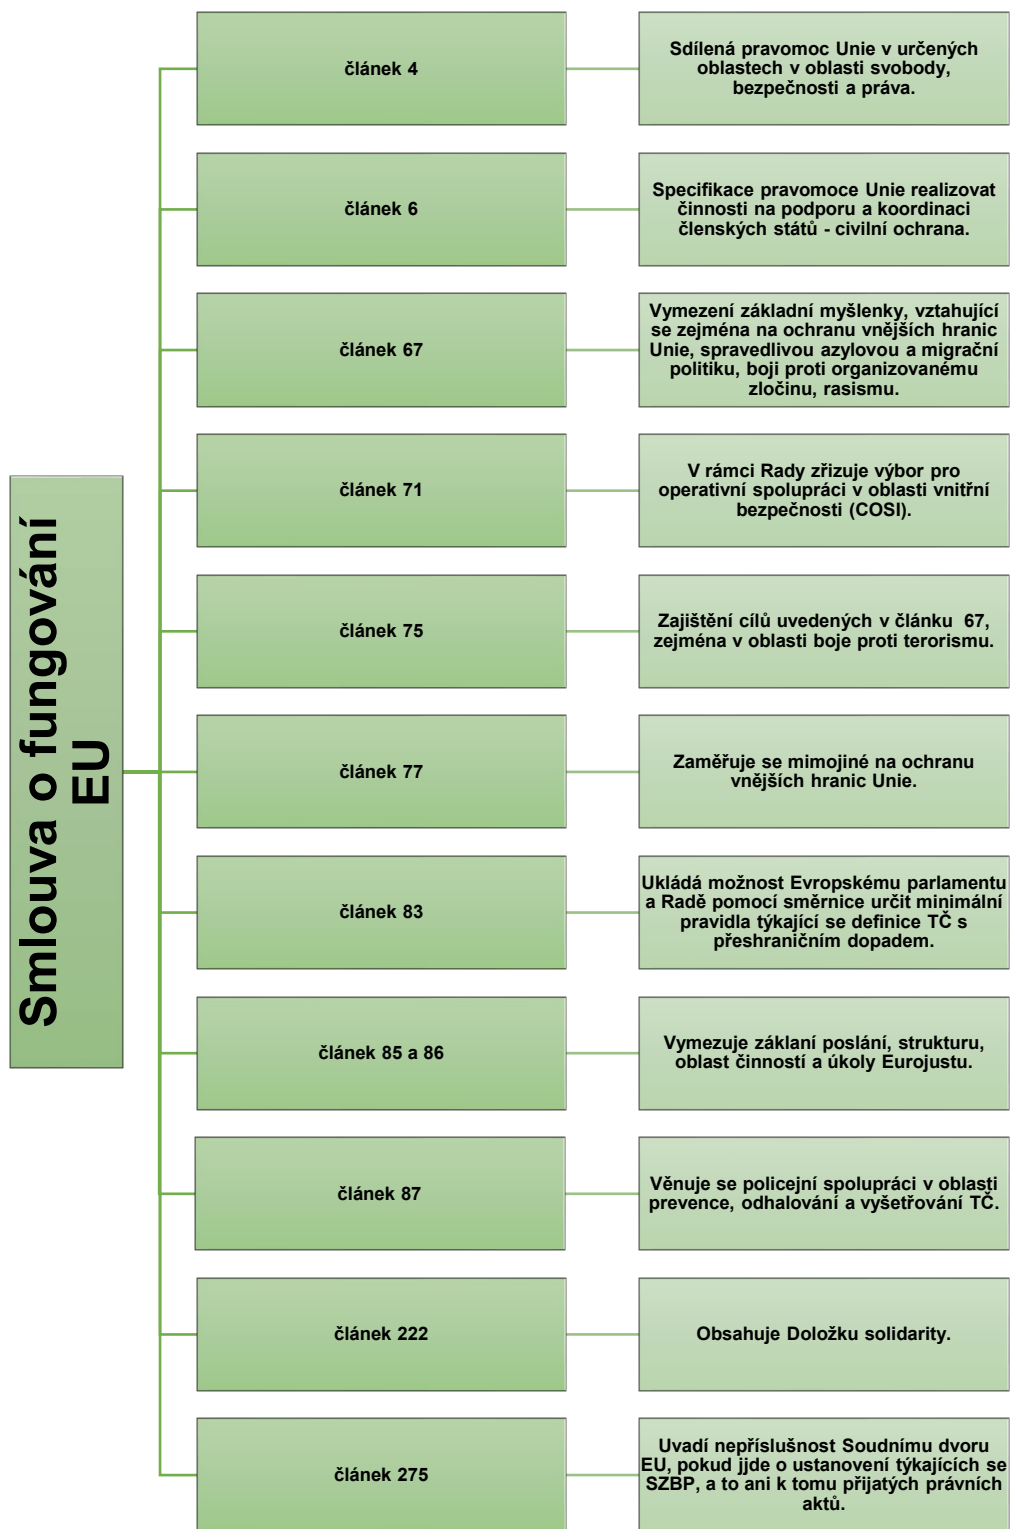 Smlouva o fungování
EU
článek 4
Sdílená pravomoc Unie v určených
oblastech v oblasti svobody,
bezpečnosti a práva.
článek 6
Specifikace pravomoce Unie realizovat
činnosti na podporu a koordinaci
členských států - civilní ochrana.
článek 67
Vymezení základní myšlenky, vztahující
se zejména na ochranu vnějších hranic
Unie, spravedlivou azylovou a migrační
politiku, boji proti organizovanému
zločinu, rasismu.
článek 71
V rámci Rady zřizuje výbor pro
operativní spolupráci v oblasti vnitřní
bezpečnosti (COSI).
článek 75
Zajištění cílů uvedených v článku  67,
zejména v oblasti boje proti terorismu.
článek 77
Zaměřuje se mimojiné na ochranu
vnějších hranic Unie.
článek 83
Ukládá možnost Evropskému parlamentu
a Radě pomocí směrnice určit minimální
pravidla týkající se definice TČ s
přeshraničním dopadem.
článek 85 a 86
Vymezuje záklaní poslání, strukturu,
oblast činností a úkoly Eurojustu.
článek 87
Věnuje se policejní spolupráci v oblasti
prevence, odhalování a vyšetřování TČ.
článek 222
Obsahuje Doložku solidarity.
článek 275
Uvadí nepříslušnost Soudnímu dvoru
EU, pokud jjde o ustanovení týkajících se
SZBP, a to ani k tomu přijatých právních
aktů.